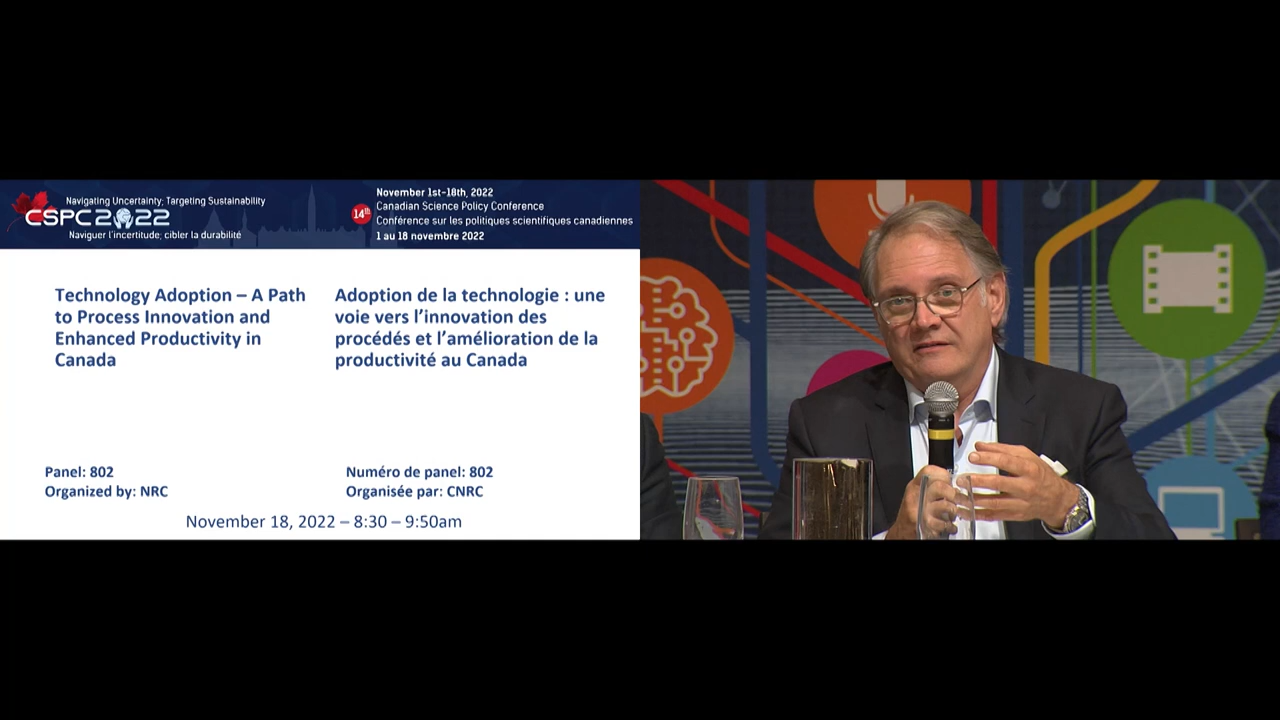 Navigating Uncertainty; Targeting Sustainability
CSPC 2022
Naviguer l'incertitude; cibler la durabilité
14th
November 1st-18th, 2022
Canadian Science Policy Conference
Conférence sur les politiques scientifiques canadiennes
1 au 18 novembre 2022
Technology Adoption – A Path
to Process Innovation and
Enhanced Productivity in
Canada
Adoption de la technologie : une
voie vers l'innovation des
procédés et l'amélioration de la
productivité au Canada
Panel: 802
Organized by: NRC
Numéro de panel: 802
Organisée par: CNRC
November 18, 2022 – 8:30 – 9:50am